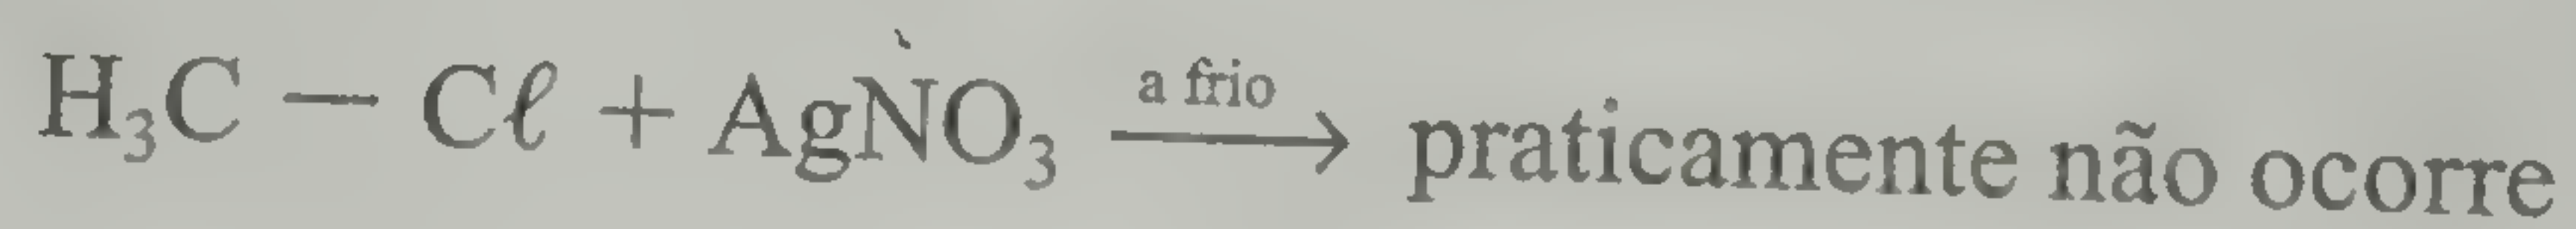 H₃C — Cℓ + AgNO₃ a frio → praticamente não ocorre